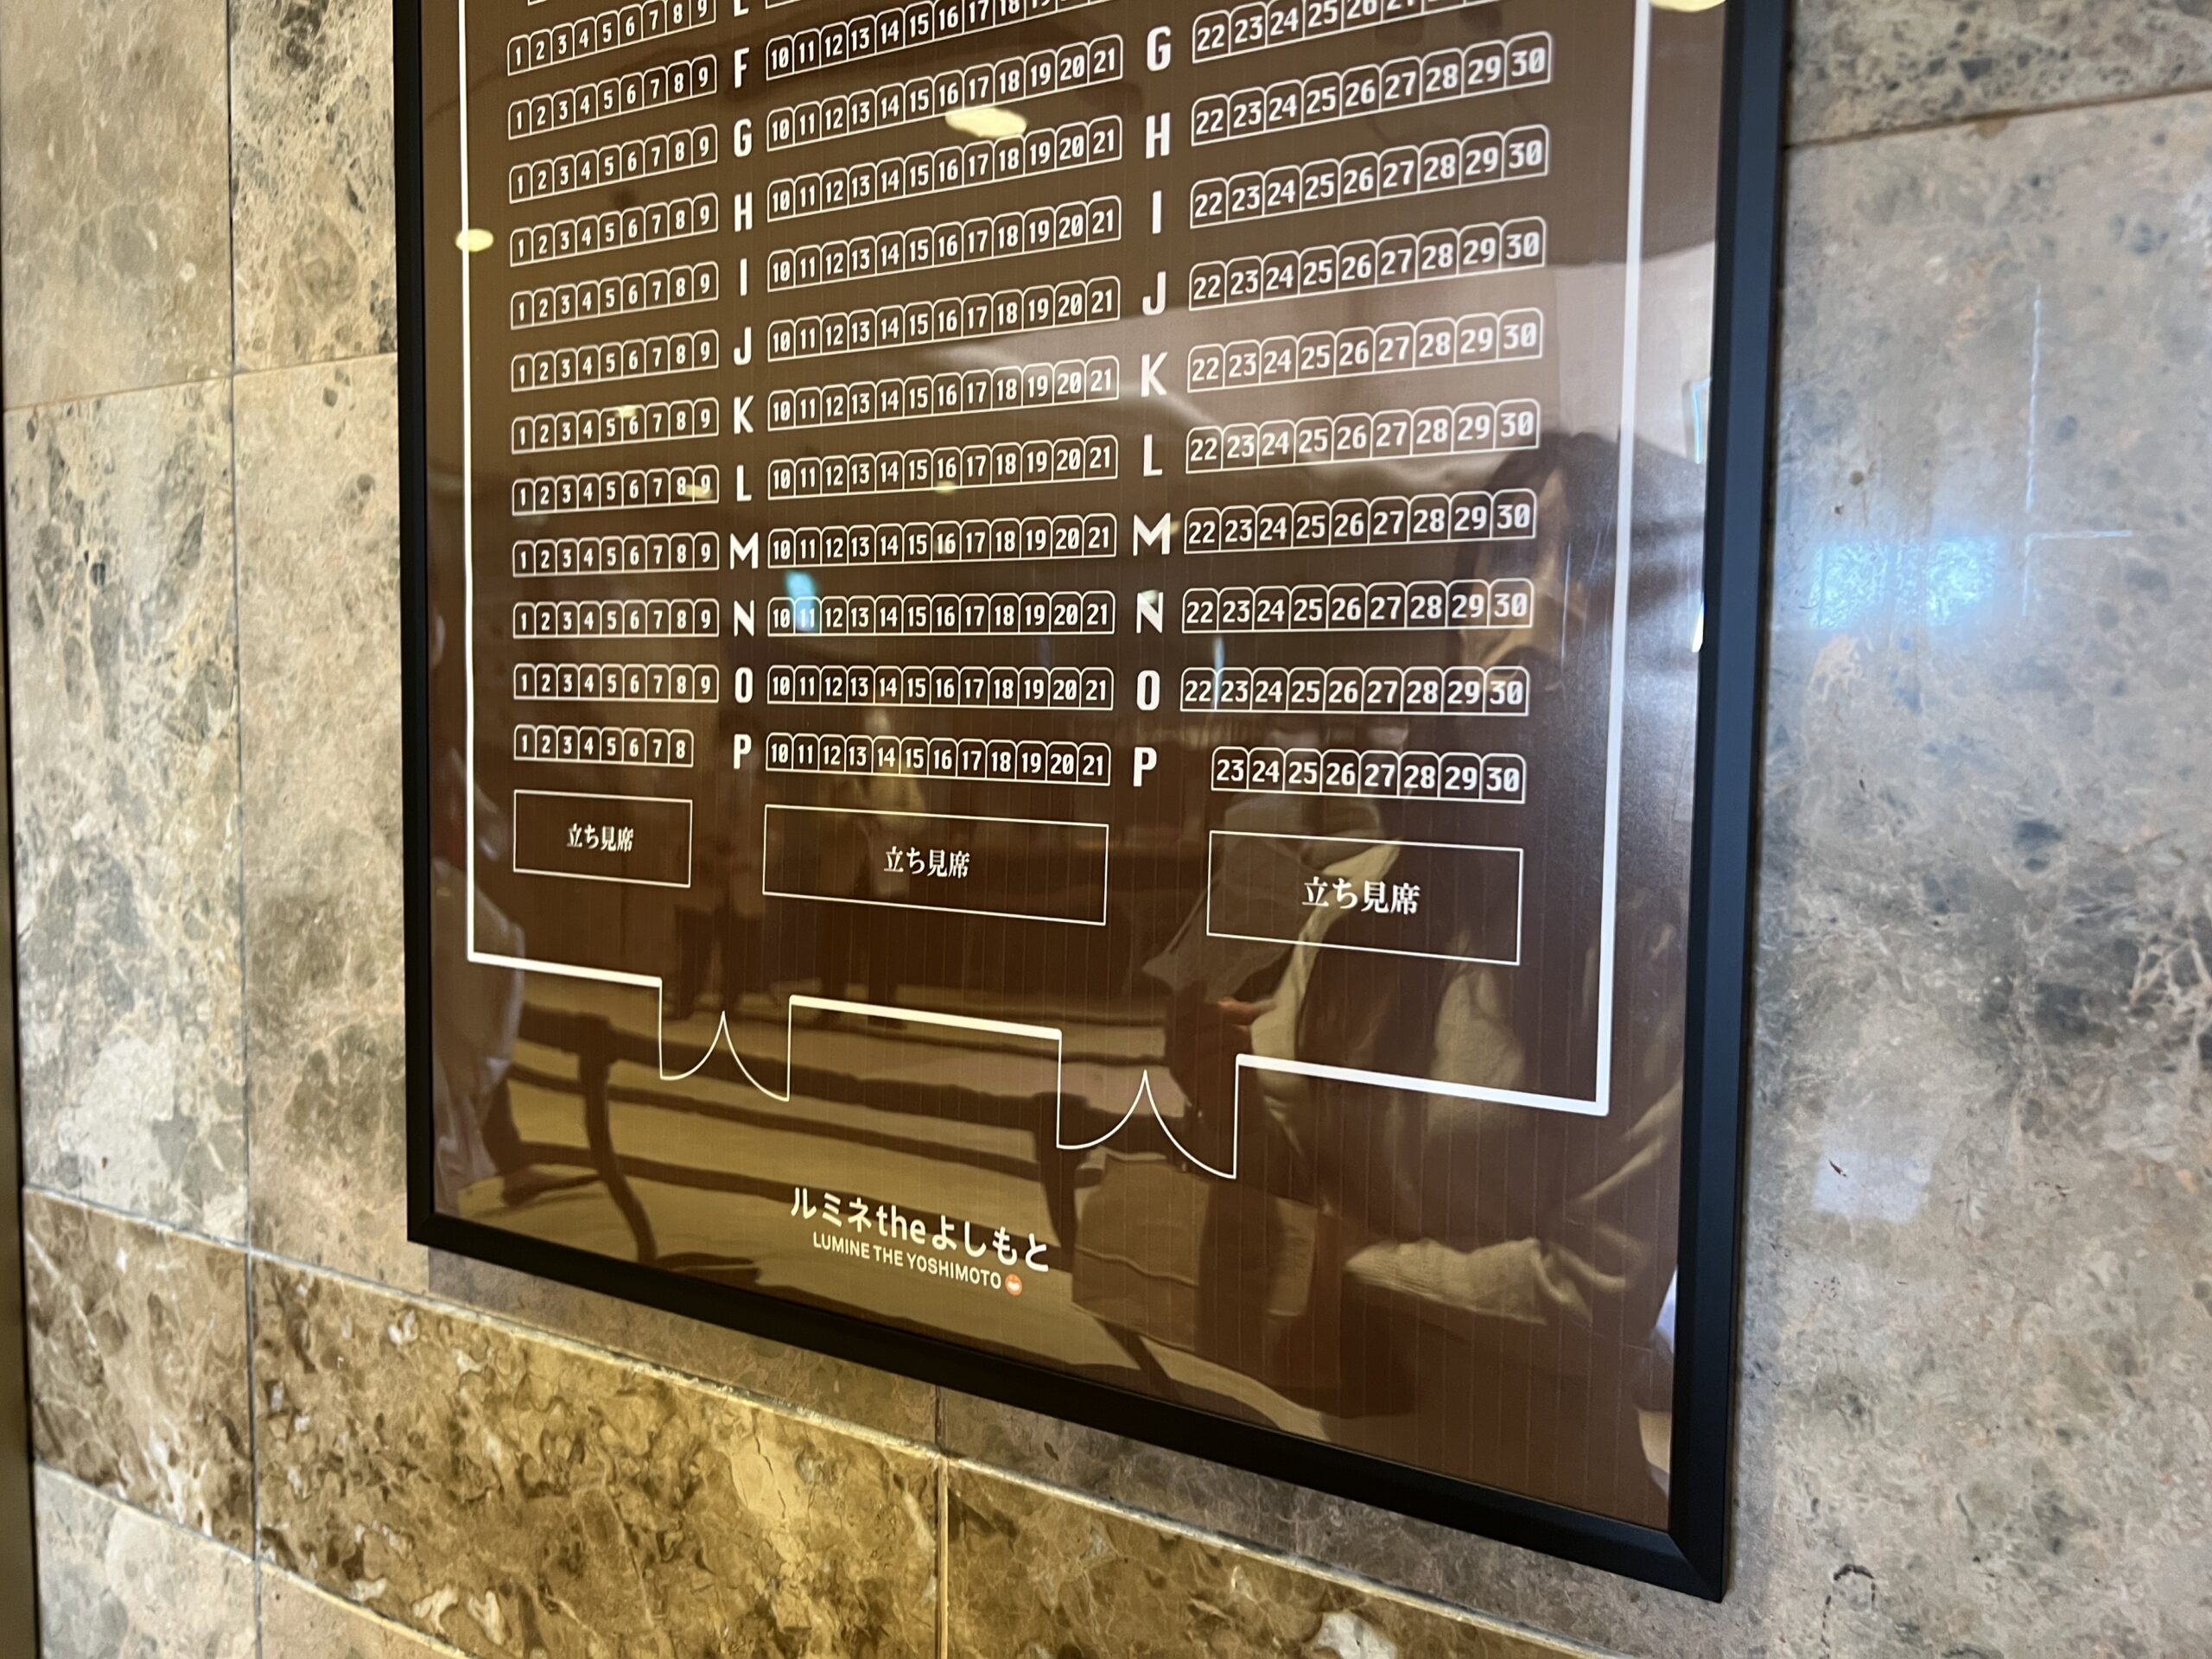 1 2 3 4 5 6 7 8 9
1 2 3 4 5 6 7 8 9 F 10 11 12 13 14 15 16 17 18
1 2 3 4 5 6 7 8 9 G 10 11 12 13 14 15 16 17 18 19 20 21 G 22 23 24 25 26
1 2 3 4 5 6 7 8 9 H 10 11 12 13 14 15 16 17 18 19 20 21 H 22 23 24 25 26 27 28 29 30
1 2 3 4 5 6 7 8 9 I 10 11 12 13 14 15 16 17 18 19 20 21 I 22 23 24 25 26 27 28 29 30
1 2 3 4 5 6 7 8 9 J 10 11 12 13 14 15 16 17 18 19 20 21 J 22 23 24 25 26 27 28 29 30
1 2 3 4 5 6 7 8 9 K 10 11 12 13 14 15 16 17 18 19 20 21 K 22 23 24 25 26 27 28 29 30
1 2 3 4 5 6 7 8 9 L 10 11 12 13 14 15 16 17 18 19 20 21 L 22 23 24 25 26 27 28 29 30
1 2 3 4 5 6 7 8 9 M 10 11 12 13 14 15 16 17 18 19 20 21 M 22 23 24 25 26 27 28 29 30
1 2 3 4 5 6 7 8 9 N 10 11 12 13 14 15 16 17 18 19 20 21 N 22 23 24 25 26 27 28 29 30
1 2 3 4 5 6 7 8 9 O 10 11 12 13 14 15 16 17 18 19 20 21 O 22 23 24 25 26 27 28 29 30
1 2 3 4 5 6 7 8 P 10 11 12 13 14 15 16 17 18 19 20 21 P 23 24 25 26 27 28 29 30
立ち見席 立ち見席 立ち見席
ルミネtheよしもと
LUMINE THE YOSHIMOTO